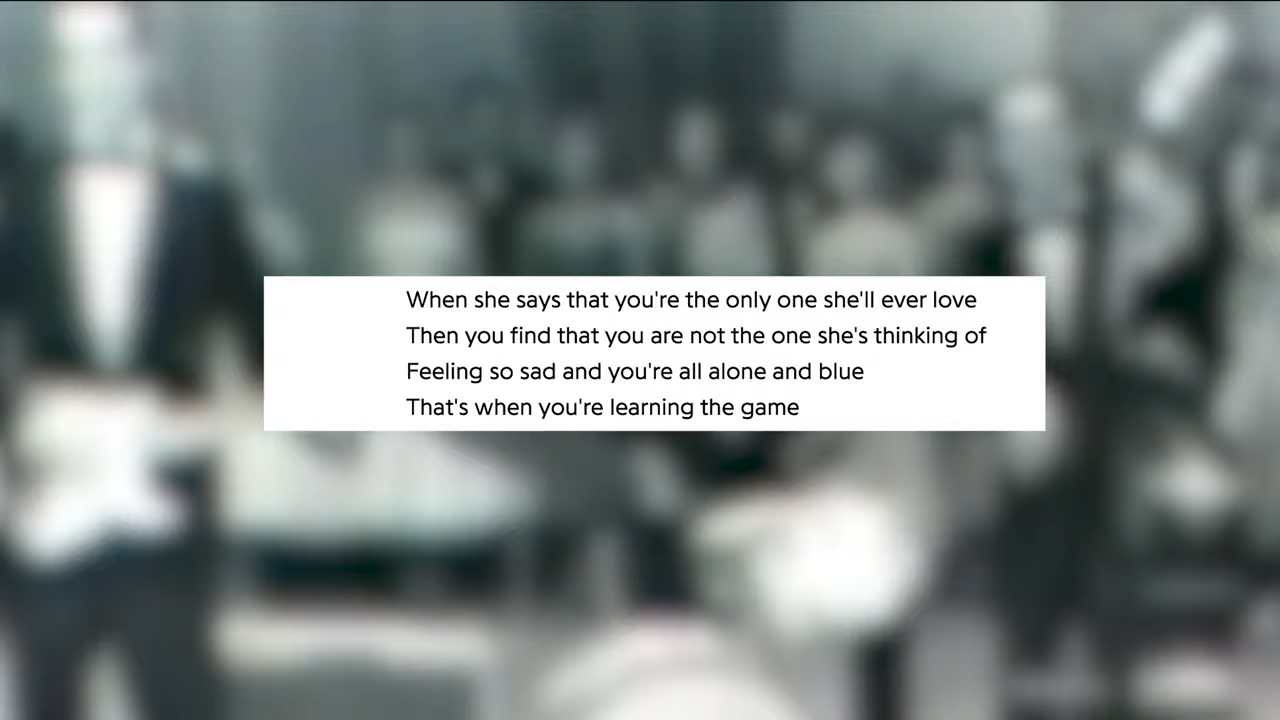 When she says that you're the only one she'll ever love
Then you find that you are not the one she's thinking of
Feeling so sad and you're all alone and blue
That's when you're learning the game